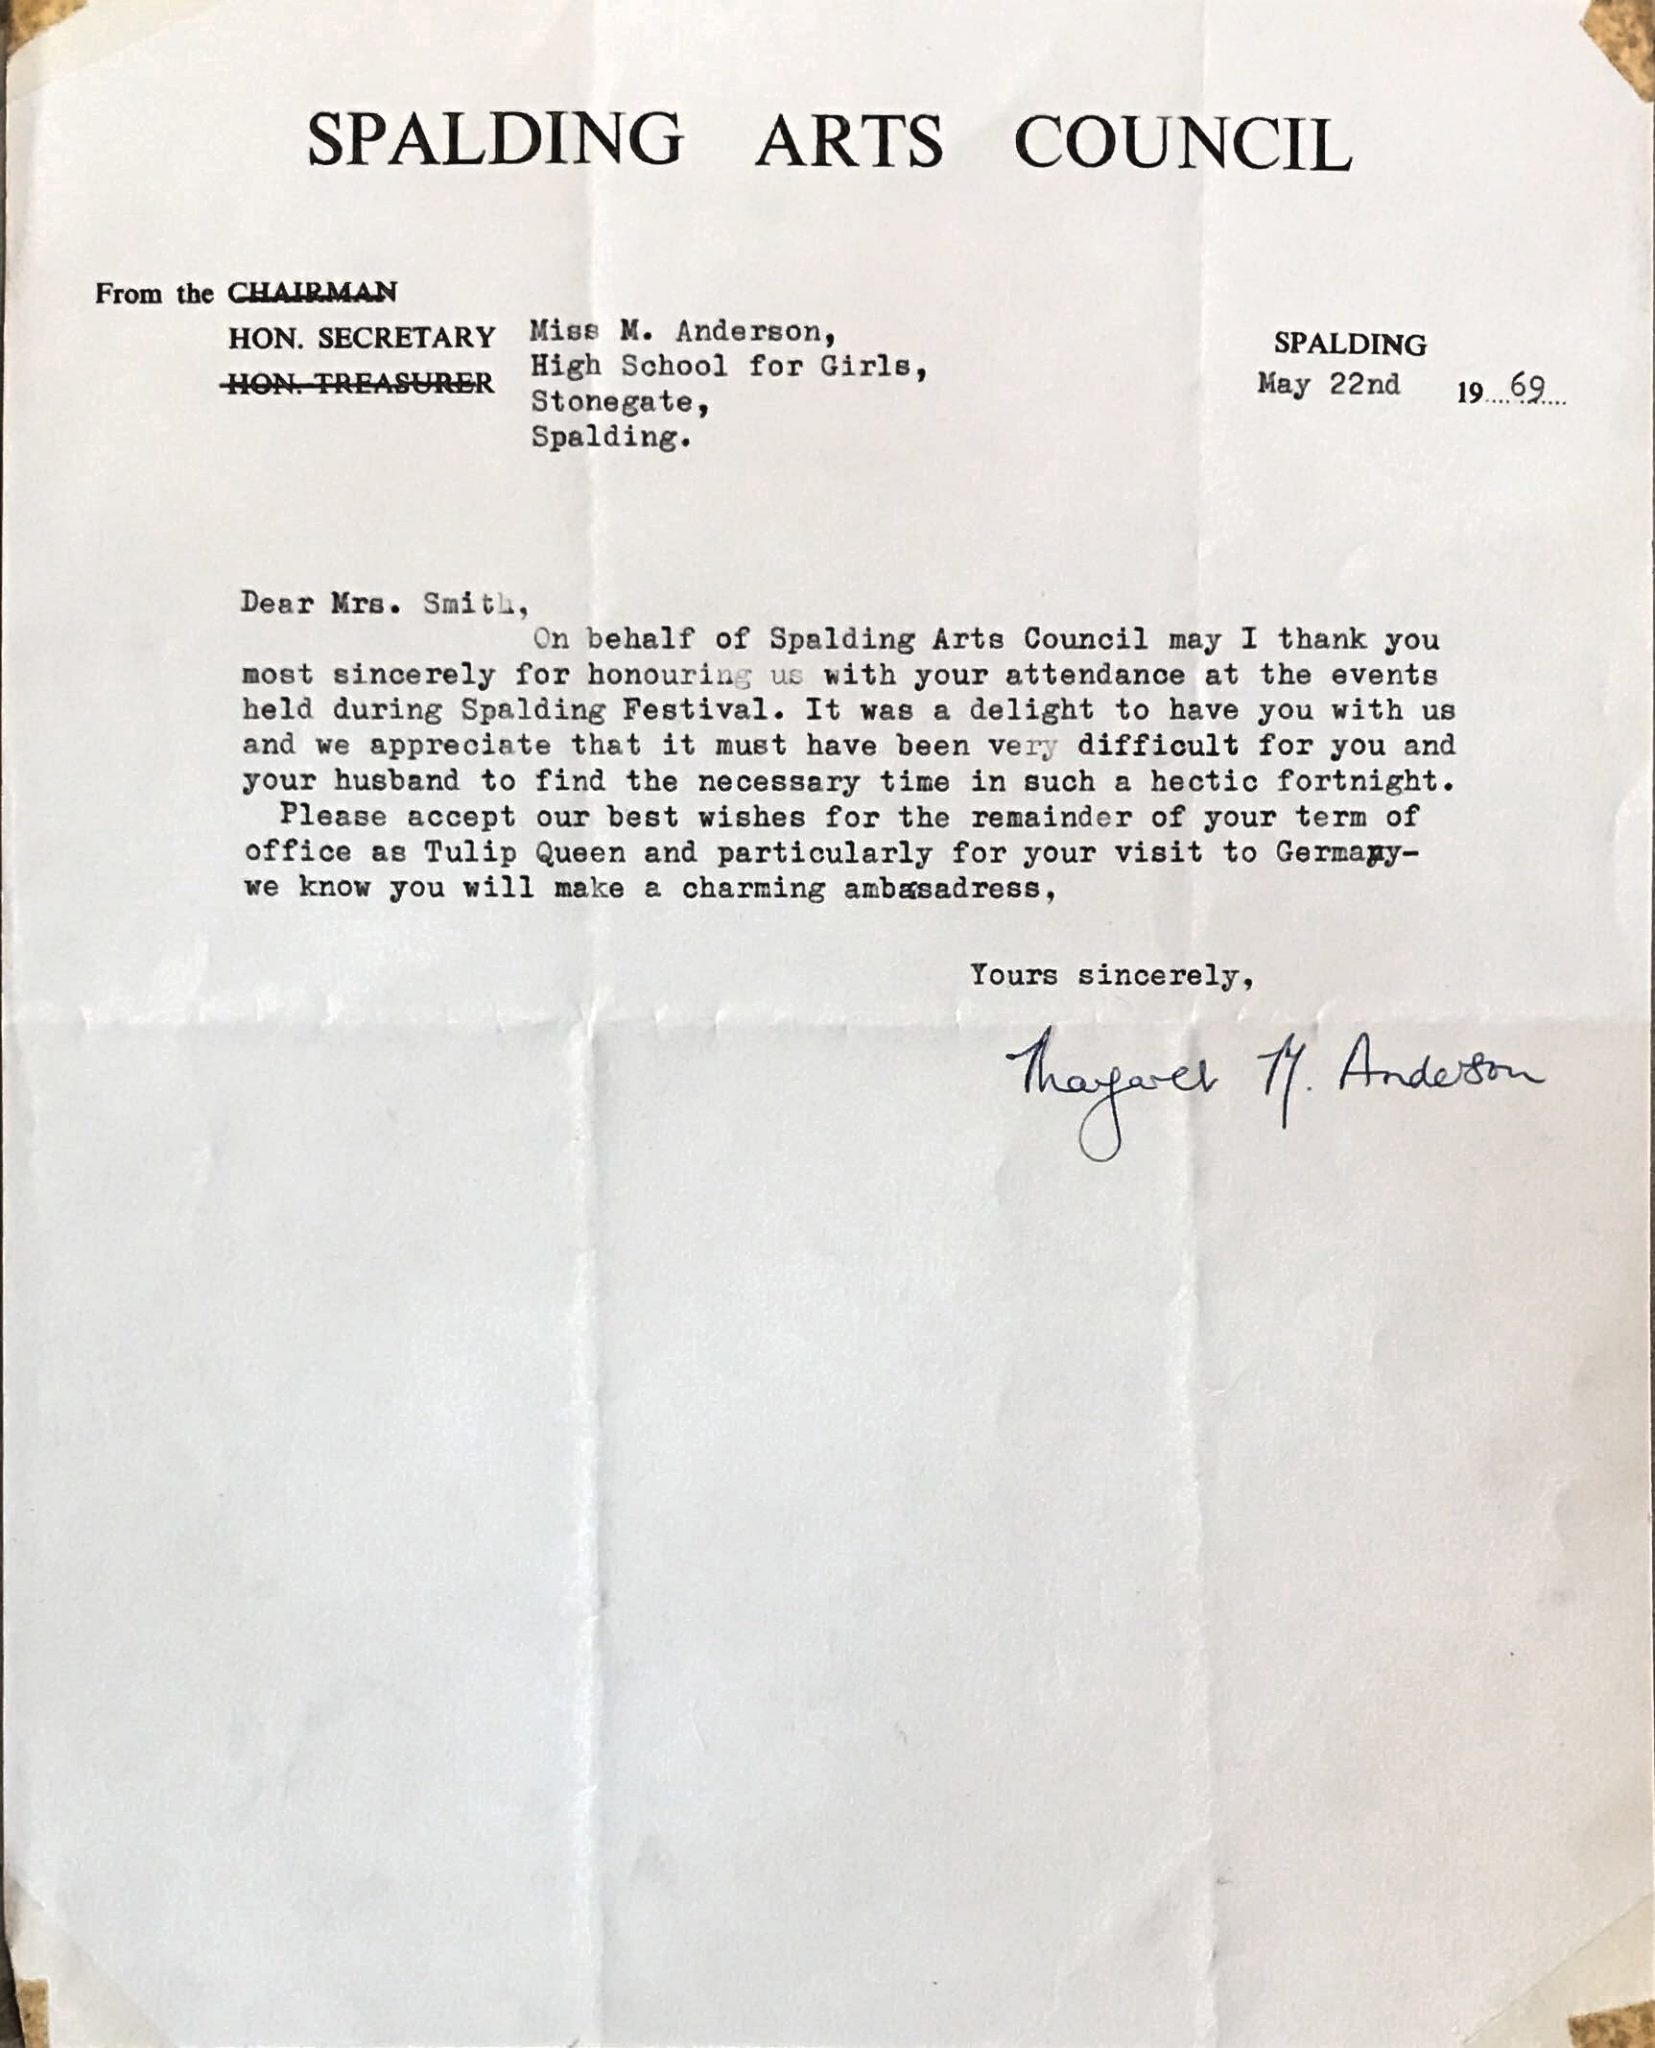 SPALDING ARTS COUNCIL
From the CHAIRMAN
HON. SECRETARY
HON. TREASURER
Miss M. Anderson,
High School for Girls,
Stonegate,
Spalding.
SPALDING
May 22nd 19....69....
Dear Mrs. Smith,
On behalf of Spalding Arts Council may I thank you
most sincerely for honouring us with your attendance at the events
held during Spalding Festival. It was a delight to have you with us
and we appreciate that it must have been very difficult for you and
your husband to find the necessary time in such a hectic fortnight.
Please accept our best wishes for the remainder of your term of
office as Tulip Queen and particularly for your visit to Germany-
we know you will make a charming ambassadress,
Yours sincerely,
Margaret M. Anderson